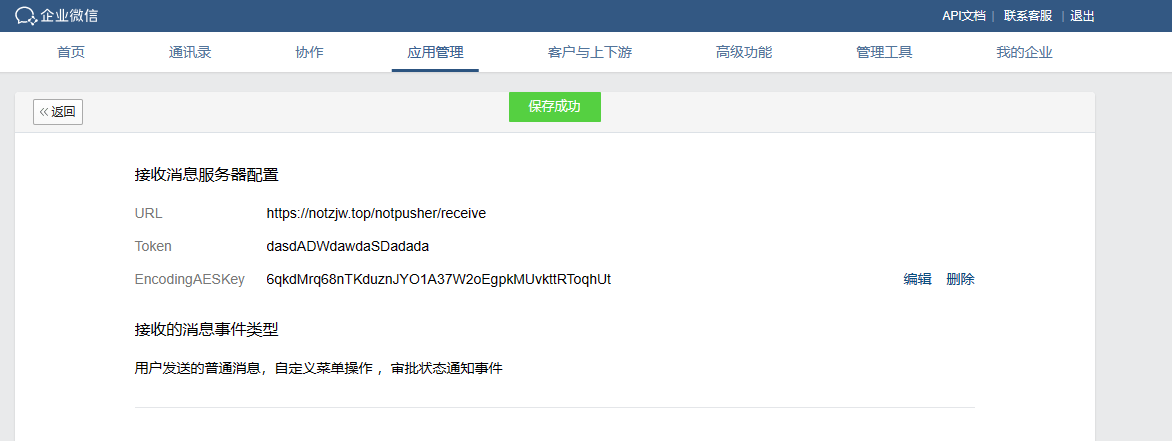 企业微信
API文档 | 联系客服 | 退出
首页 通讯录 协作 应用管理 客户与上下游 高级功能 管理工具 我的企业
«返回 保存成功
接收消息服务器配置
URL https://notzjw.top/notpusher/receive
Token dasdADWdawdaSDadada
EncodingAESKey 6qkdMrq68nTKduznJYO1A37W2oEgpkMUvkttRToqhUt 编辑 删除
接收的消息事件类型
用户发送的普通消息，自定义菜单操作 ，审批状态通知事件